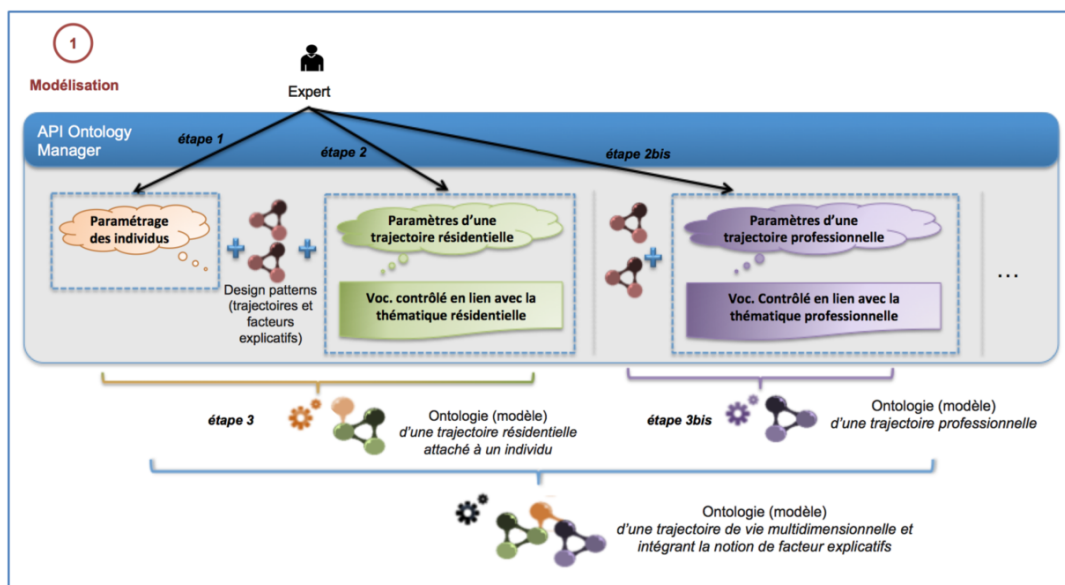 1
Modélisation
Expert
API Ontology
Manager
étape 1
étape 2
étape 2bis
Paramétrage
des individus
Design patterns
(trajectoires et
facteurs
explicatifs)
Paramètres d'une
trajectoire résidentielle
Voc. contrôlé en lien avec la
thématique résidentielle
Paramètres d'une
trajectoire professionnelle
Voc. Contrôlé en lien avec la
thématique professionnelle
...
étape 3
Ontologie (modèle)
d'une trajectoire résidentielle
attaché à un individu
étape 3bis
Ontologie (modèle)
d'une trajectoire professionnelle
Ontologie (modèle)
d'une trajectoire de vie multidimensionnelle et
intégrant la notion de facteur explicatifs